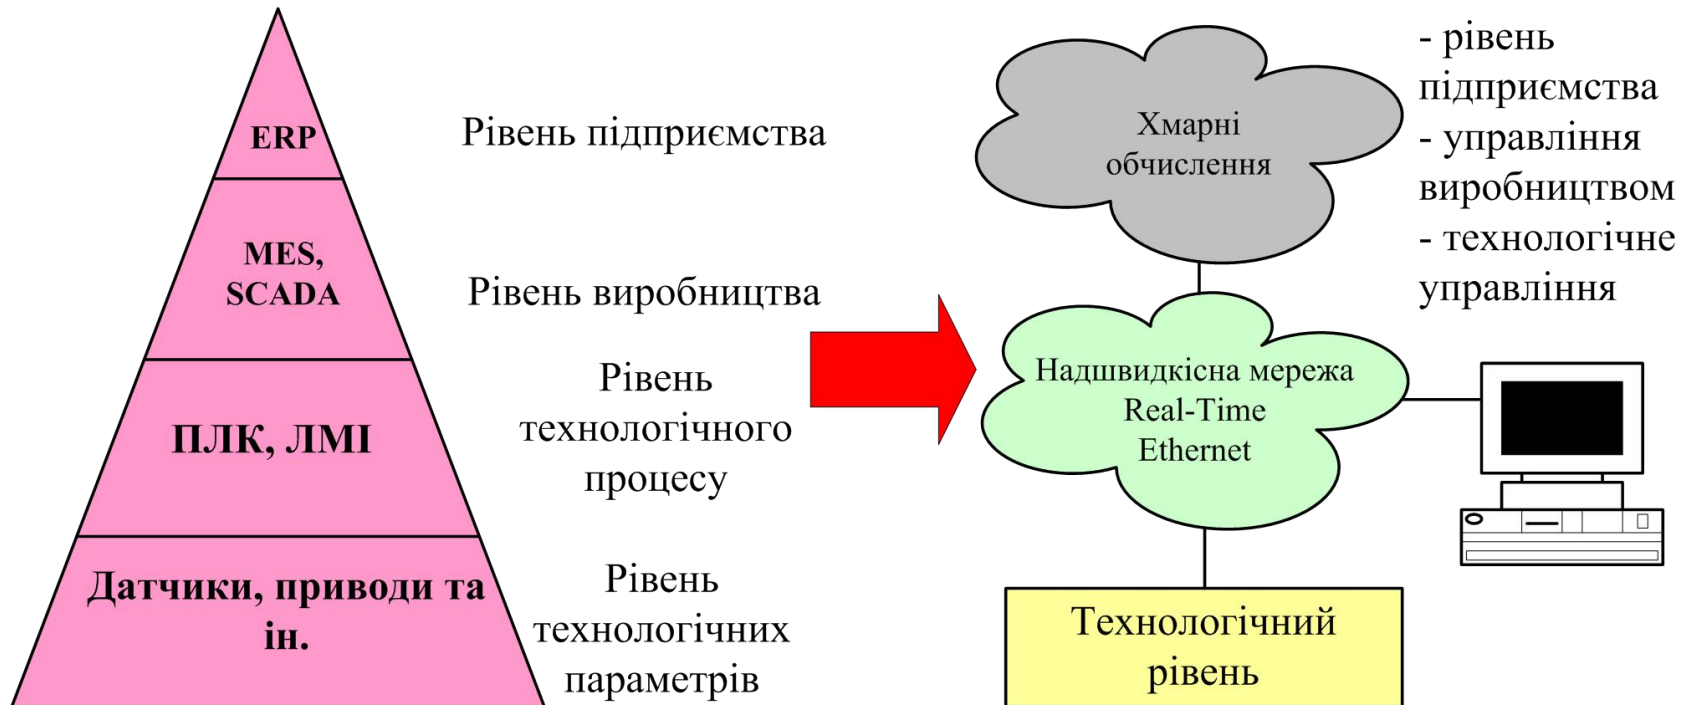 ERP
Рівень підприємства
MES,
SCADA
Рівень виробництва
ПЛК, ЛМІ
Рівень
технологічного
процесу
Датчики, приводи та
ін.
Рівень
технологічних
параметрів
Хмарні
обчислення
- рівень
підприємства
- управління
виробництвом
- технологічне
управління
Надшвидкісна мережа
Real-Time
Ethernet
Технологічний
рівень